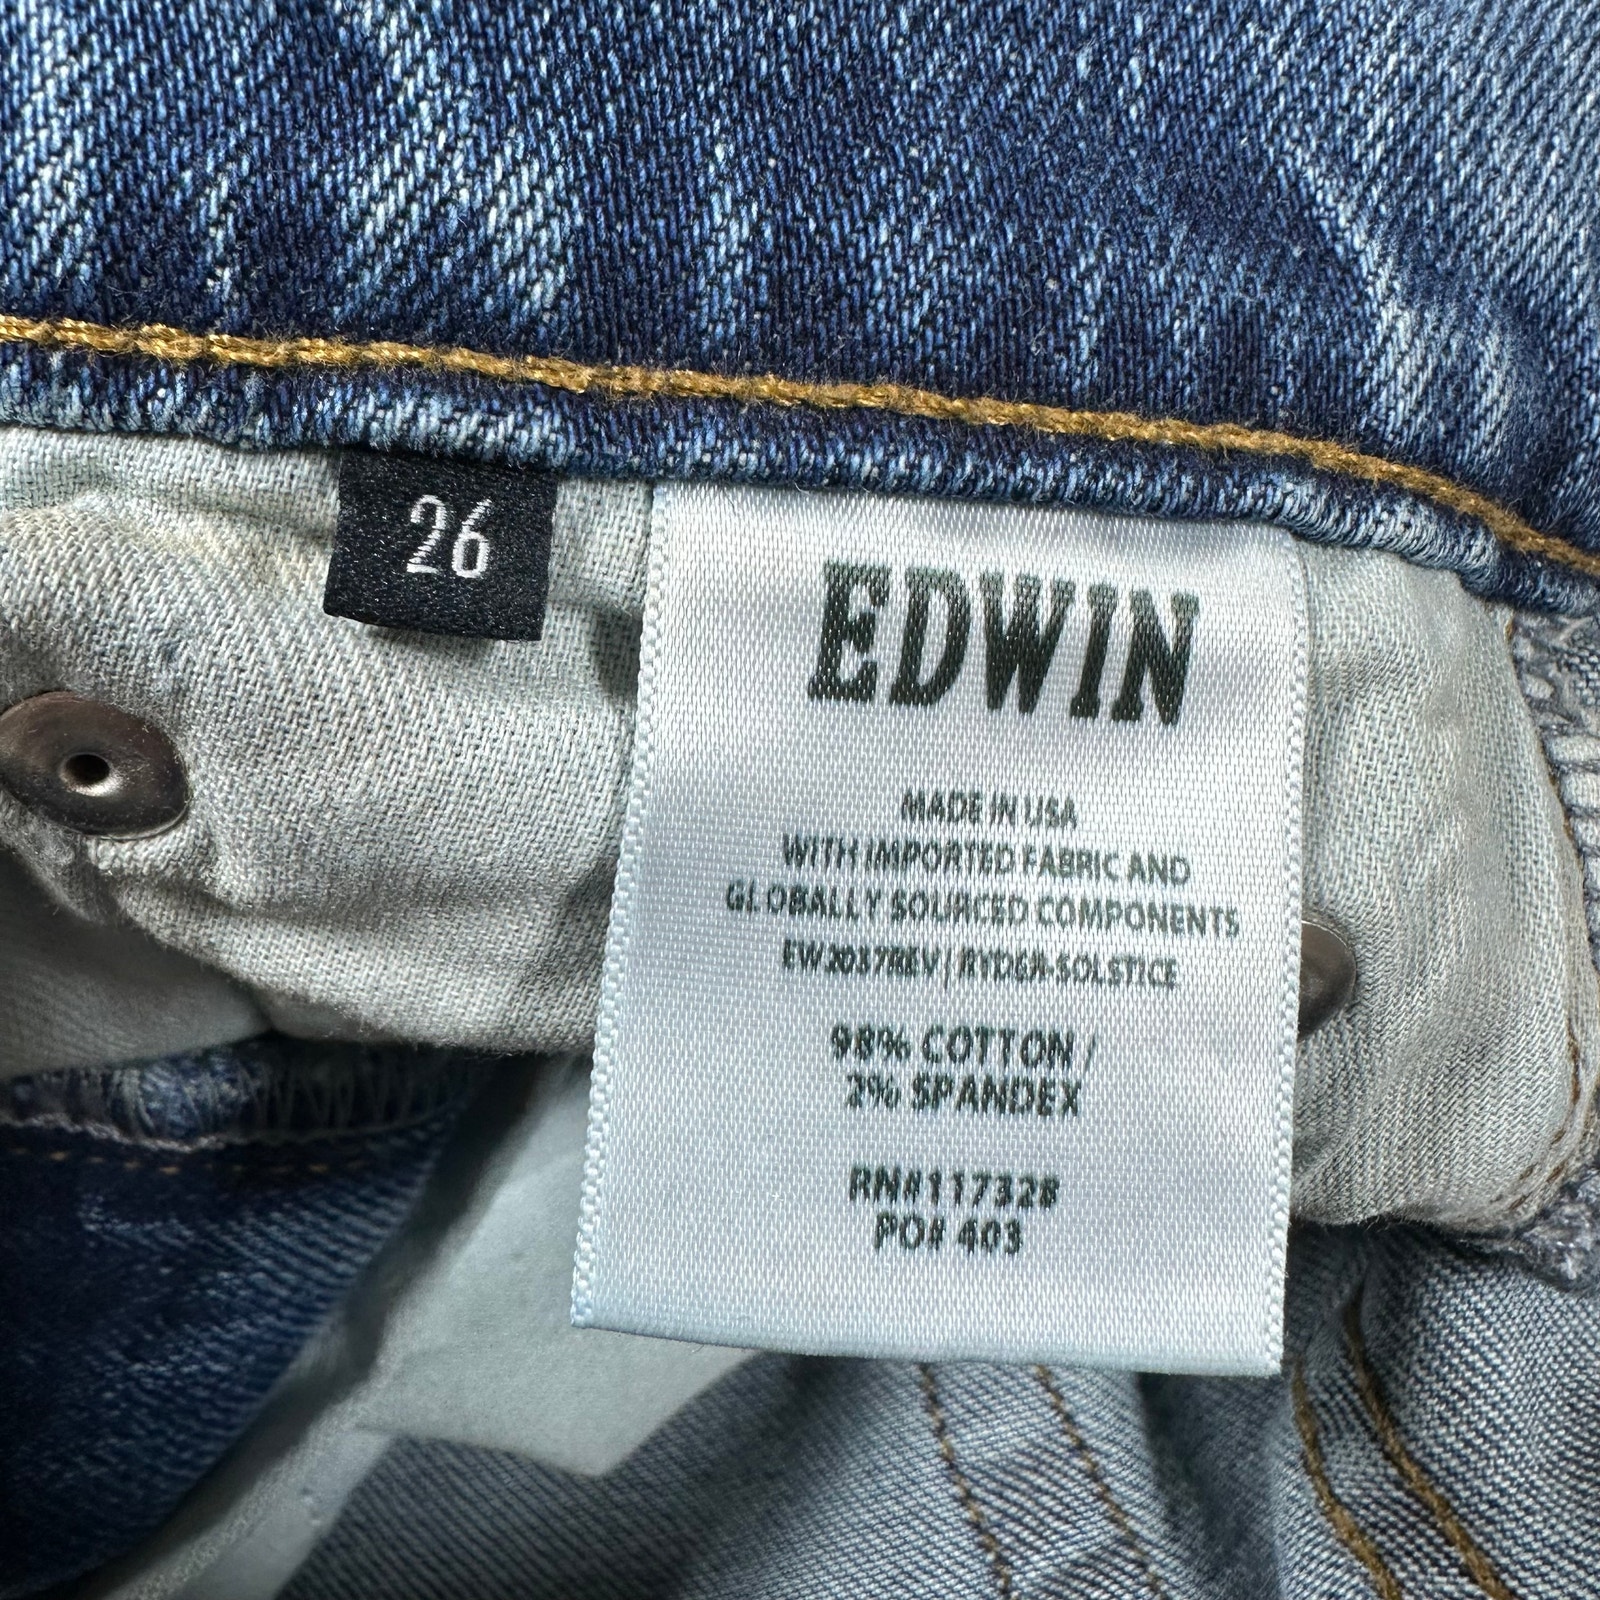 26
EDWIN
MADE IN USA
WITH IMPORTED FABRIC AND
GLOBALLY SOURCED COMPONENTS
EW2037REV | RYDER-SOLSTICE
98% COTTON /
2% SPANDEX
RN#117328
PO# 403